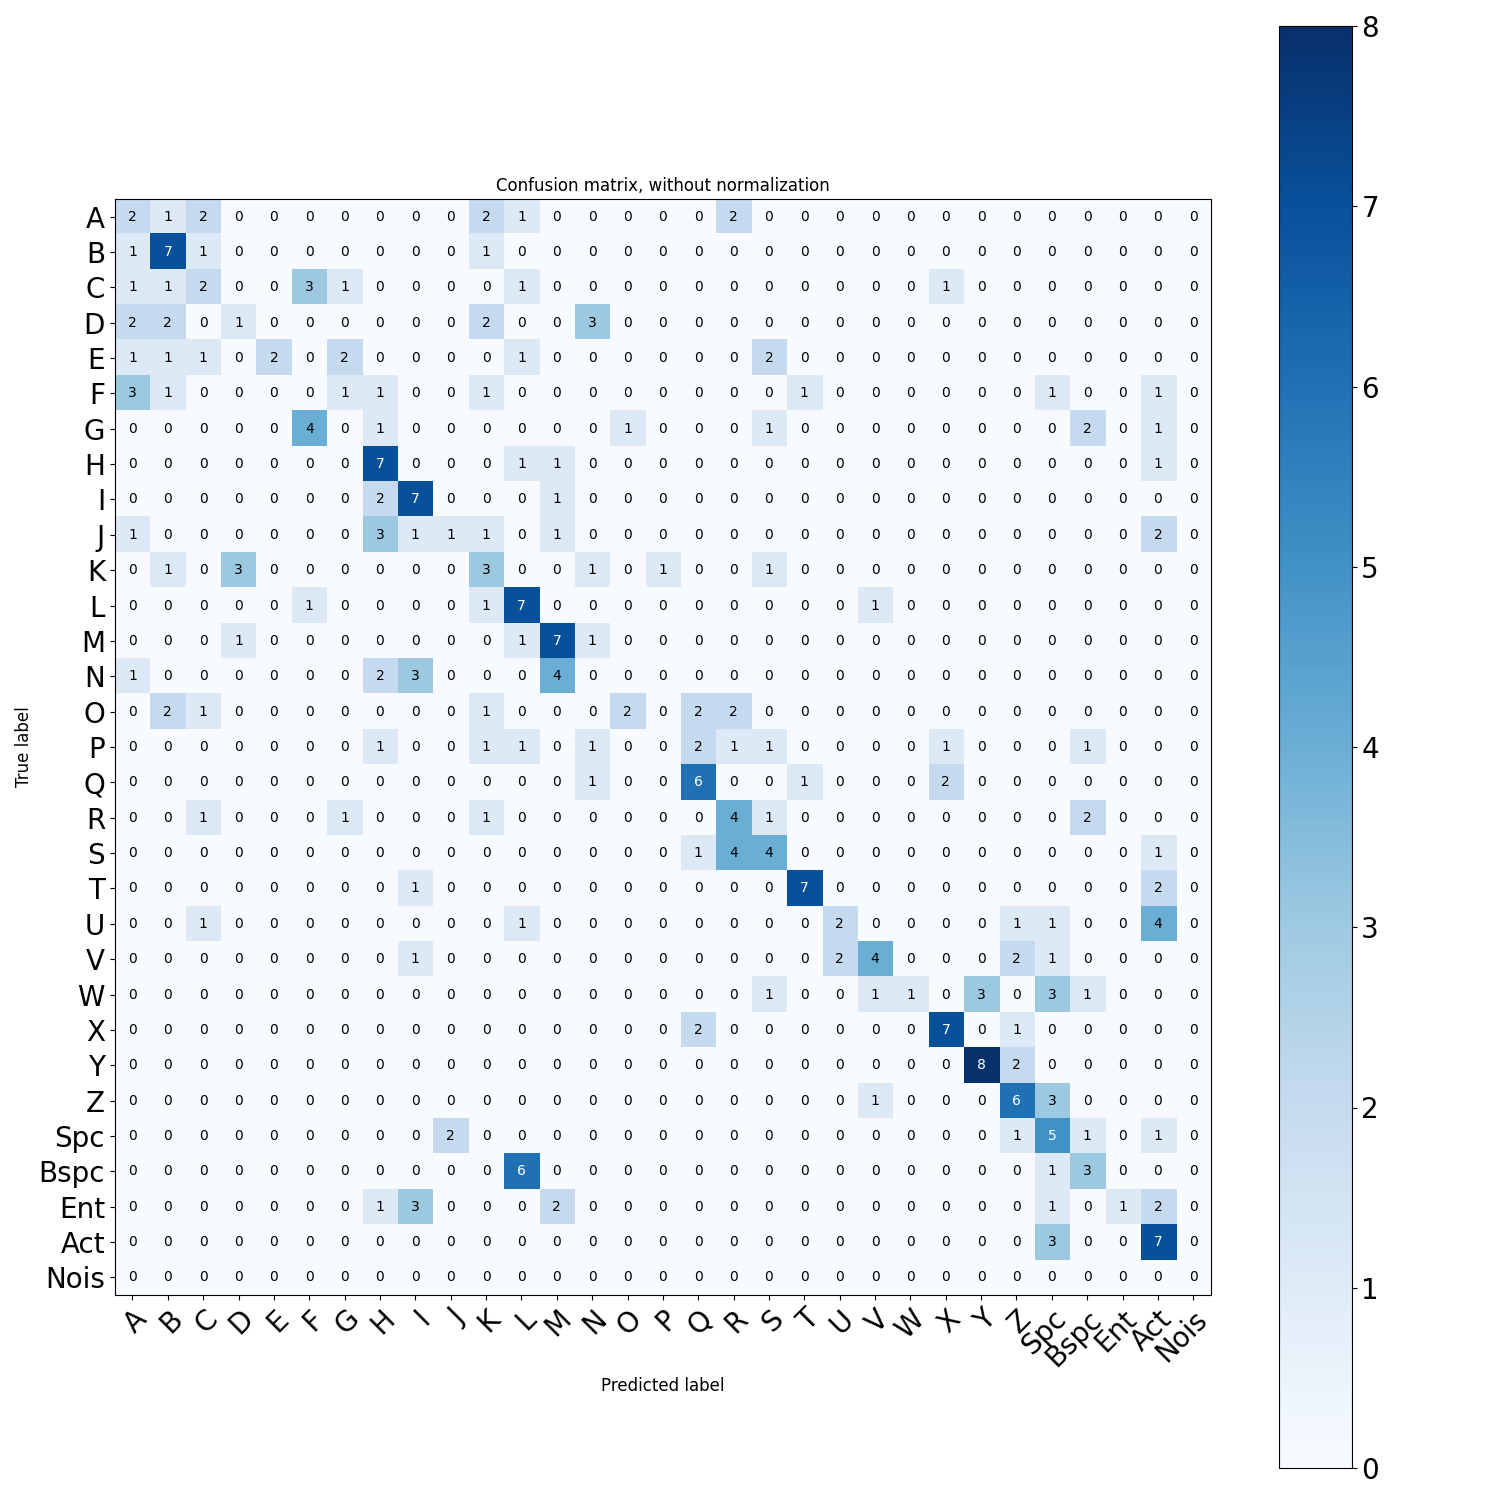 Confusion matrix, without normalization
A 2 1 2 0 0 0 0 0 0 0 2 1 0 0 0 0 0 2 0 0 0 0 0 0 0 0 0 0 0 0 0
B 1 7 1 0 0 0 0 0 0 0 1 0 0 0 0 0 0 0 0 0 0 0 0 0 0 0 0 0 0 0 0
C 1 1 2 0 0 3 1 0 0 0 0 1 0 0 0 0 0 0 0 0 0 0 0 1 0 0 0 0 0 0 0
D 2 2 0 1 0 0 0 0 0 0 2 0 0 3 0 0 0 0 0 0 0 0 0 0 0 0 0 0 0 0 0
E 1 1 1 0 2 0 2 0 0 0 0 1 0 0 0 0 0 0 2 0 0 0 0 0 0 0 0 0 0 0 0
F 3 1 0 0 0 0 1 1 0 0 1 0 0 0 0 0 0 0 0 1 0 0 0 0 0 0 1 0 0 1 0
G 0 0 0 0 0 4 0 1 0 0 0 0 0 0 1 0 0 0 1 0 0 0 0 0 0 0 0 2 0 1 0
H 0 0 0 0 0 0 0 7 0 0 0 1 1 0 0 0 0 0 0 0 0 0 0 0 0 0 0 0 0 1 0
I 0 0 0 0 0 0 0 2 7 0 0 0 1 0 0 0 0 0 0 0 0 0 0 0 0 0 0 0 0 0 0
J 1 0 0 0 0 0 0 3 1 1 1 0 1 0 0 0 0 0 0 0 0 0 0 0 0 0 0 0 0 2 0
K 0 1 0 3 0 0 0 0 0 0 3 0 0 1 0 1 0 0 1 0 0 0 0 0 0 0 0 0 0 0 0
L 0 0 0 0 0 1 0 0 0 0 1 7 0 0 0 0 0 0 0 0 0 1 0 0 0 0 0 0 0 0 0
M 0 0 0 1 0 0 0 0 0 0 0 1 7 1 0 0 0 0 0 0 0 0 0 0 0 0 0 0 0 0 0
N 1 0 0 0 0 0 0 2 3 0 0 0 4 0 0 0 0 0 0 0 0 0 0 0 0 0 0 0 0 0 0
O 0 2 1 0 0 0 0 0 0 0 1 0 0 0 2 0 2 2 0 0 0 0 0 0 0 0 0 0 0 0 0
P 0 0 0 0 0 0 0 1 0 0 1 1 0 1 0 0 2 1 1 0 0 0 0 1 0 0 0 1 0 0 0
Q 0 0 0 0 0 0 0 0 0 0 0 0 0 1 0 0 6 0 0 1 0 0 0 2 0 0 0 0 0 0 0
R 0 0 1 0 0 0 1 0 0 0 1 0 0 0 0 0 0 4 1 0 0 0 0 0 0 0 0 2 0 0 0
S 0 0 0 0 0 0 0 0 0 0 0 0 0 0 0 0 1 4 4 0 0 0 0 0 0 0 0 0 0 1 0
T 0 0 0 0 0 0 0 0 1 0 0 0 0 0 0 0 0 0 0 7 0 0 0 0 0 0 0 0 0 2 0
U 0 0 1 0 0 0 0 0 0 0 0 1 0 0 0 0 0 0 0 0 2 0 0 0 0 1 1 0 0 4 0
V 0 0 0 0 0 0 0 0 1 0 0 0 0 0 0 0 0 0 0 0 2 4 0 0 0 2 1 0 0 0 0
W 0 0 0 0 0 0 0 0 0 0 0 0 0 0 0 0 0 0 1 0 0 1 1 0 3 0 3 1 0 0 0
X 0 0 0 0 0 0 0 0 0 0 0 0 0 0 0 0 2 0 0 0 0 0 0 7 0 1 0 0 0 0 0
Y 0 0 0 0 0 0 0 0 0 0 0 0 0 0 0 0 0 0 0 0 0 0 0 0 8 2 0 0 0 0 0
Z 0 0 0 0 0 0 0 0 0 0 0 0 0 0 0 0 0 0 0 0 0 1 0 0 0 6 3 0 0 0 0
Spc 0 0 0 0 0 0 0 0 0 2 0 0 0 0 0 0 0 0 0 0 0 0 0 0 0 1 5 1 0 1 0
Bspc 0 0 0 0 0 0 0 0 0 0 0 6 0 0 0 0 0 0 0 0 0 0 0 0 0 0 1 3 0 0 0
Ent 0 0 0 0 0 0 0 1 3 0 0 0 2 0 0 0 0 0 0 0 0 0 0 0 0 0 1 0 1 2 0
Act 0 0 0 0 0 0 0 0 0 0 0 0 0 0 0 0 0 0 0 0 0 0 0 0 0 0 3 0 0 7 0
Nois 0 0 0 0 0 0 0 0 0 0 0 0 0 0 0 0 0 0 0 0 0 0 0 0 0 0 0 0 0 0 0
A B C D E F G H I J K L M N O P Q R S T U V W X Y Z Spc Bspc Ent Act Nois
Predicted label
True label
8
7
6
5
4
3
2
1
0